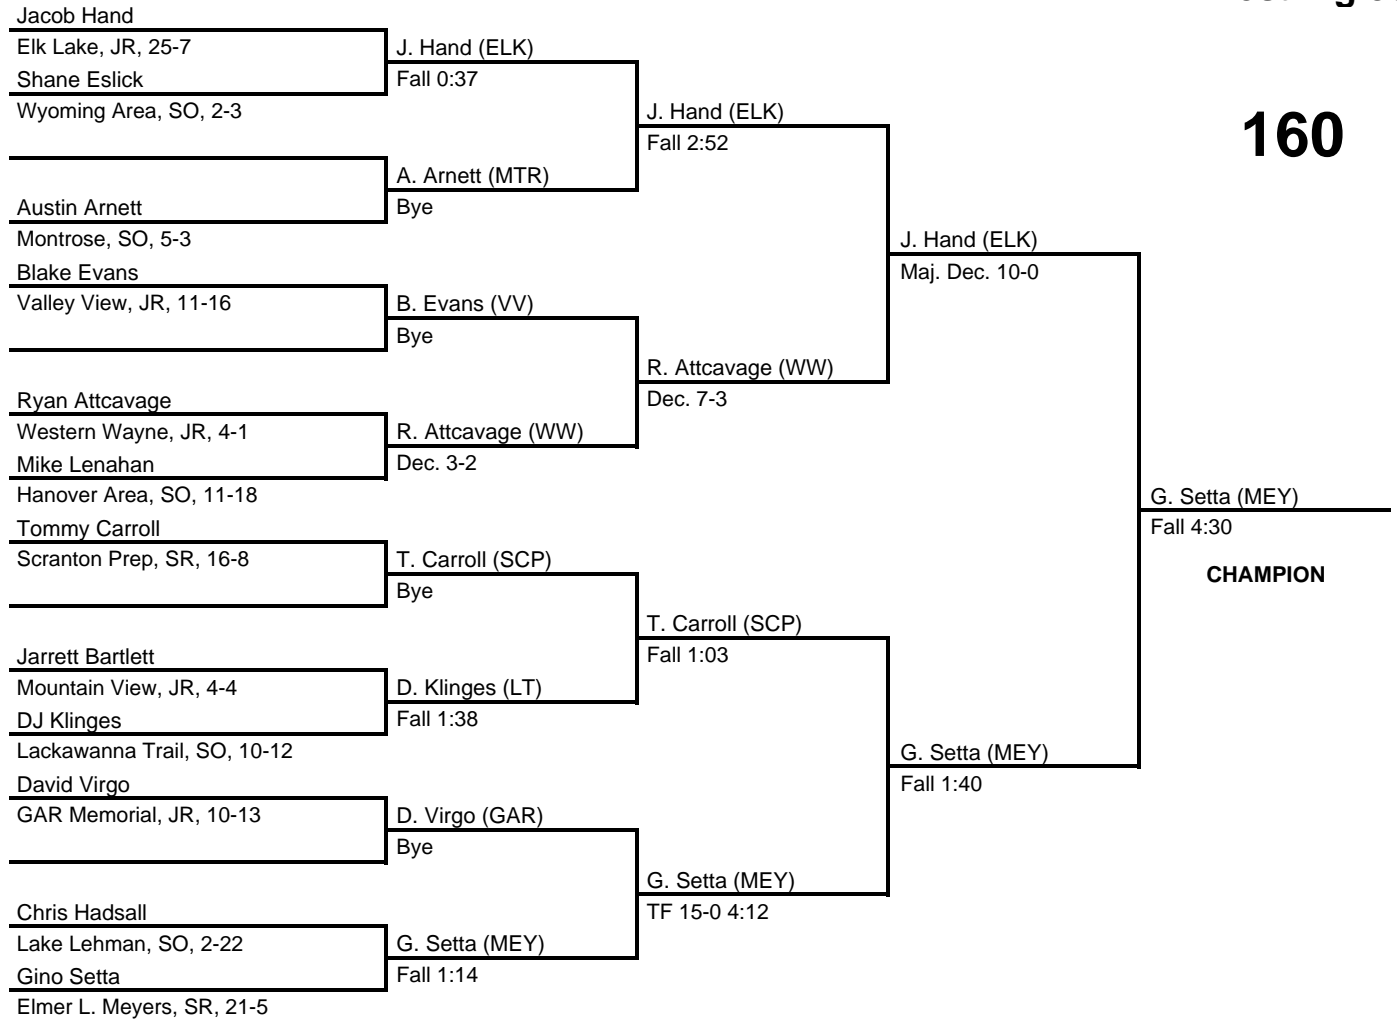 Jacob Hand
Elk Lake, JR, 25-7
Shane Eslick
Wyoming Area, SO, 2-3
Austin Arnett
Montrose, SO, 5-3
Blake Evans
Valley View, JR, 11-16
Ryan Attcavage
Western Wayne, JR, 4-1
Mike Lenahan
Hanover Area, SO, 11-18
Tommy Carroll
Scranton Prep, SR, 16-8
Jarrett Bartlett
Mountain View, JR, 4-4
DJ Klinges
Lackawanna Trail, SO, 10-12
David Virgo
GAR Memorial, JR, 10-13
Chris Hadsall
Lake Lehman, SO, 2-22
Gino Setta
Elmer L. Meyers, SR, 21-5
J. Hand (ELK)
Fall 0:37
A. Arnett (MTR)
Bye
B. Evans (VV)
Bye
R. Attcavage (WW)
Dec. 3-2
T. Carroll (SCP)
Bye
D. Klinges (LT)
Fall 1:38
D. Virgo (GAR)
Bye
G. Setta (MEY)
Fall 1:14
J. Hand (ELK)
Fall 2:52
R. Attcavage (WW)
Dec. 7-3
T. Carroll (SCP)
Fall 1:03
G. Setta (MEY)
TF 15-0 4:12
J. Hand (ELK)
Maj. Dec. 10-0
G. Setta (MEY)
Fall 1:40
160
G. Setta (MEY)
Fall 4:30
CHAMPION